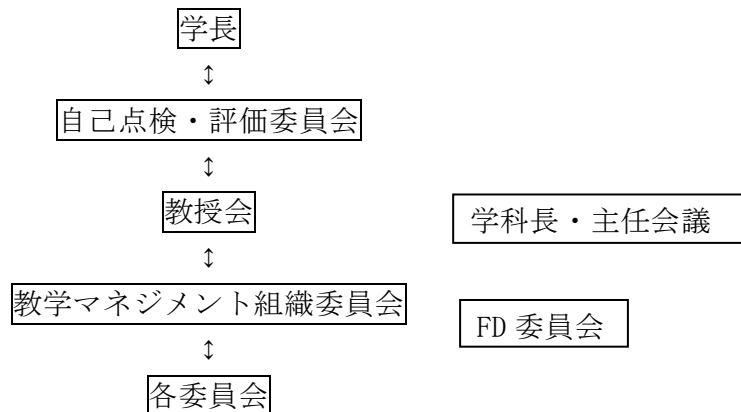 学長
↕
自己点検・評価委員会
↕
教授会
学科長・主任会議
↕
教学マネジメント組織委員会
FD 委員会
↕
各委員会